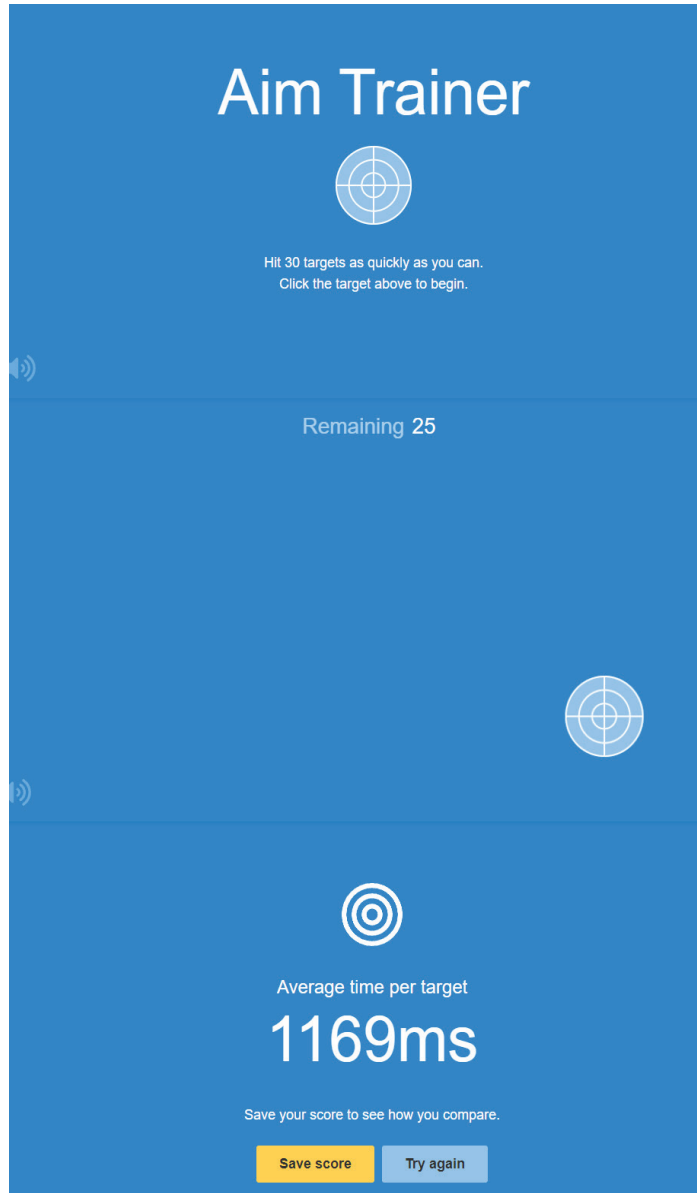 Aim Trainer
Hit 30 targets as quickly as you can.
Click the target above to begin.
Remaining 25
Average time per target
1169ms
Save your score to see how you compare.
Save score Try again